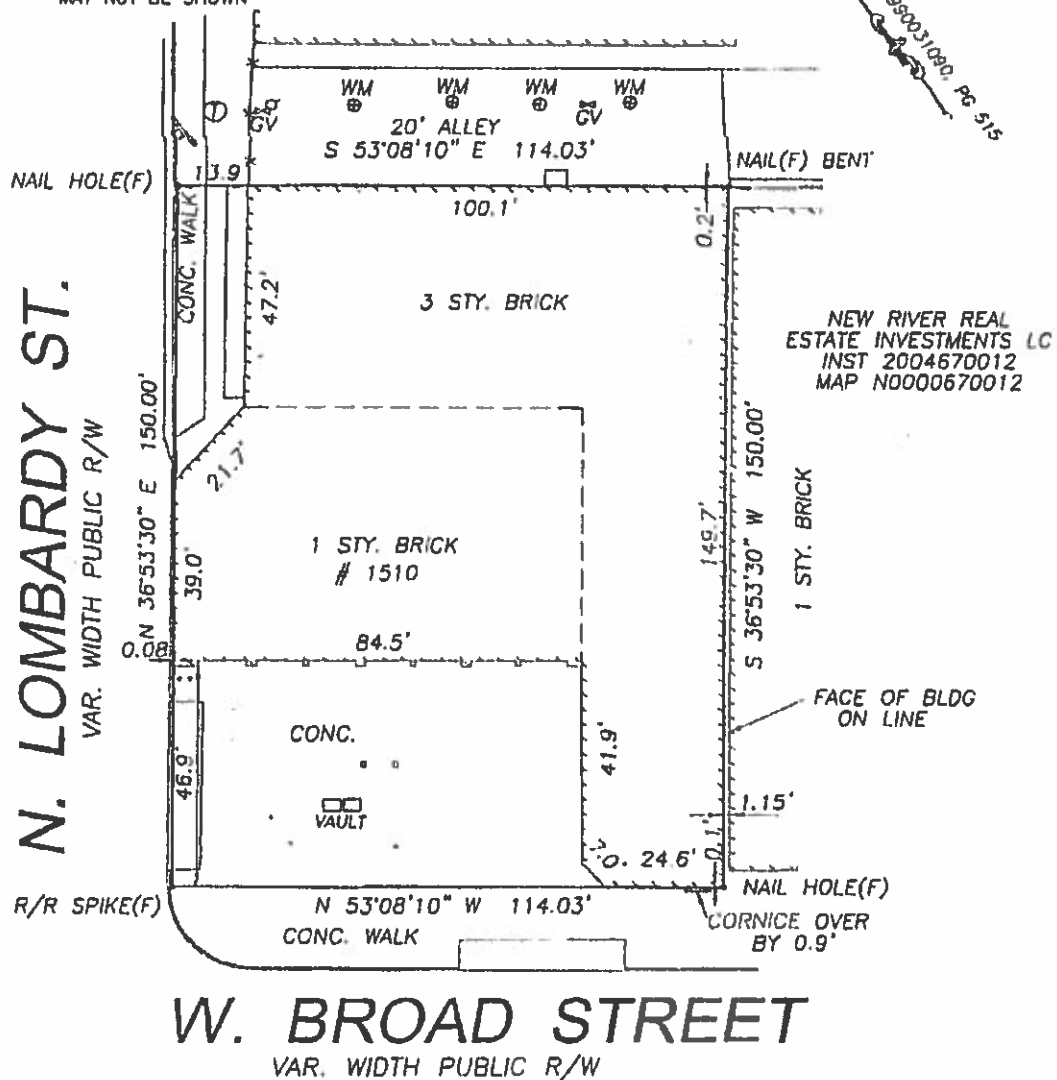 MAY NOT BE SHOWN
990031090, PG 515
WM
WM
WM
WM
GV
GV
20' ALLEY
S 53°08'10" E 114.03'
NAIL HOLE(F)
13.9
NAIL(F) BENT
100.1'
0.2'
CONC. WALK
47.2'
3 STY. BRICK
NEW RIVER REAL
ESTATE INVESTMENTS LC
INST 2004670012
MAP N0000670012
N. LOMBARDY ST.
VAR. WIDTH PUBLIC R/W
N 36°53'30" E 150.00'
21.7'
39.0'
1 STY. BRICK
# 1510
149.7'
S 36°53'30" W 150.00'
1 STY. BRICK
0.08
84.5'
FACE OF BLDG
ON LINE
46.9'
CONC.
VAULT
41.9'
1.15'
0.1'
24.6'
R/R SPIKE(F)
N 53°08'10" W 114.03'
NAIL HOLE(F)
CORNICE OVER
BY 0.9'
CONC. WALK
W. BROAD STREET
VAR. WIDTH PUBLIC R/W